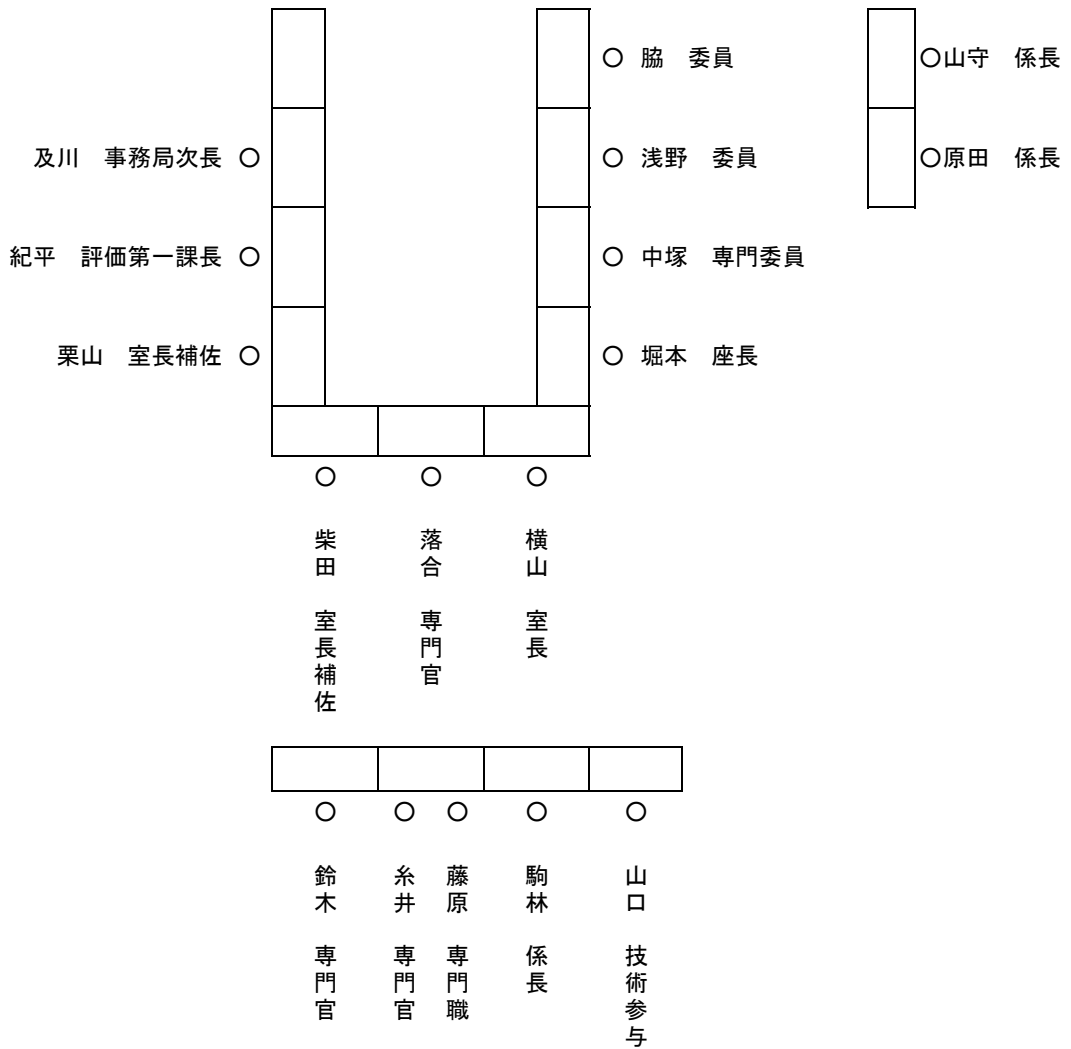 ○ 脇　委員
○山守　係長
及川　事務局次長 ○
○ 浅野　委員
○原田　係長
紀平　評価第一課長 ○
○ 中塚　専門委員
栗山　室長補佐 ○
○ 堀本　座長
柴田　室長補佐
落合　専門官
横山　室長
鈴木　専門官
糸井　専門官
藤原　専門職
駒林　係長
山口　技術参与